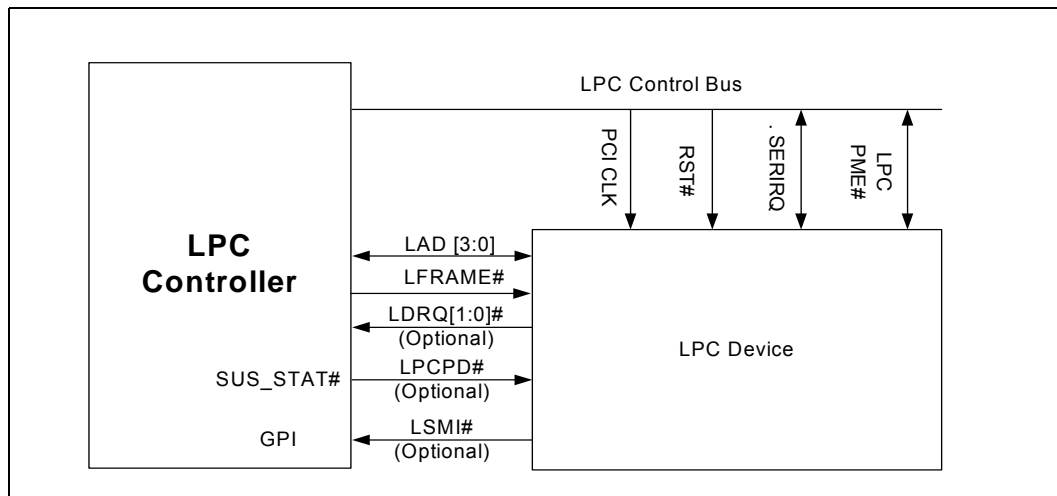 LPC Control Bus
PCI CLK
RST#
. SERIRQ
LPC
PME#
LPC
Controller
LAD [3:0]
LFRAME#
LDRQ[1:0]#
(Optional)
LPC Device
SUS_STAT#
LPCPD#
(Optional)
GPI
LSMI#
(Optional)